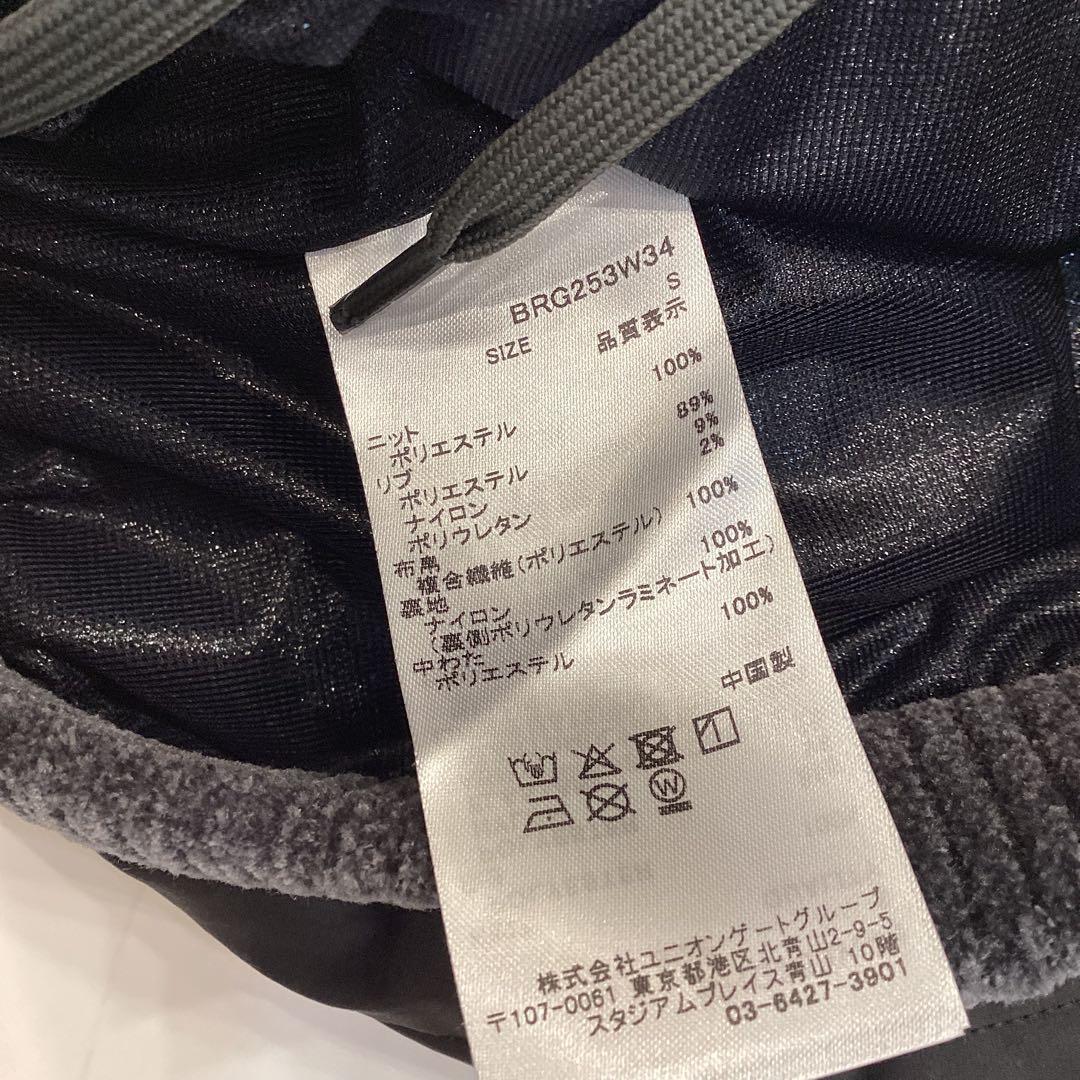 BRG253W34
SIZE S
品質表示
ニット
ポリエステル 100%
リブ
ポリエステル 89%
ナイロン 9%
ポリウレタン 2%
布帛
複合繊維(ポリエステル) 100%
裏地
ナイロン 100%
(裏側ポリウレタンラミネート加工)
中わた
ポリエステル 100%
中国製
W
株式会社ユニオンゲートグループ
〒107-0061 東京都港区北青山2-9-5
スタジアムプレイス青山 10階
03-6427-3901